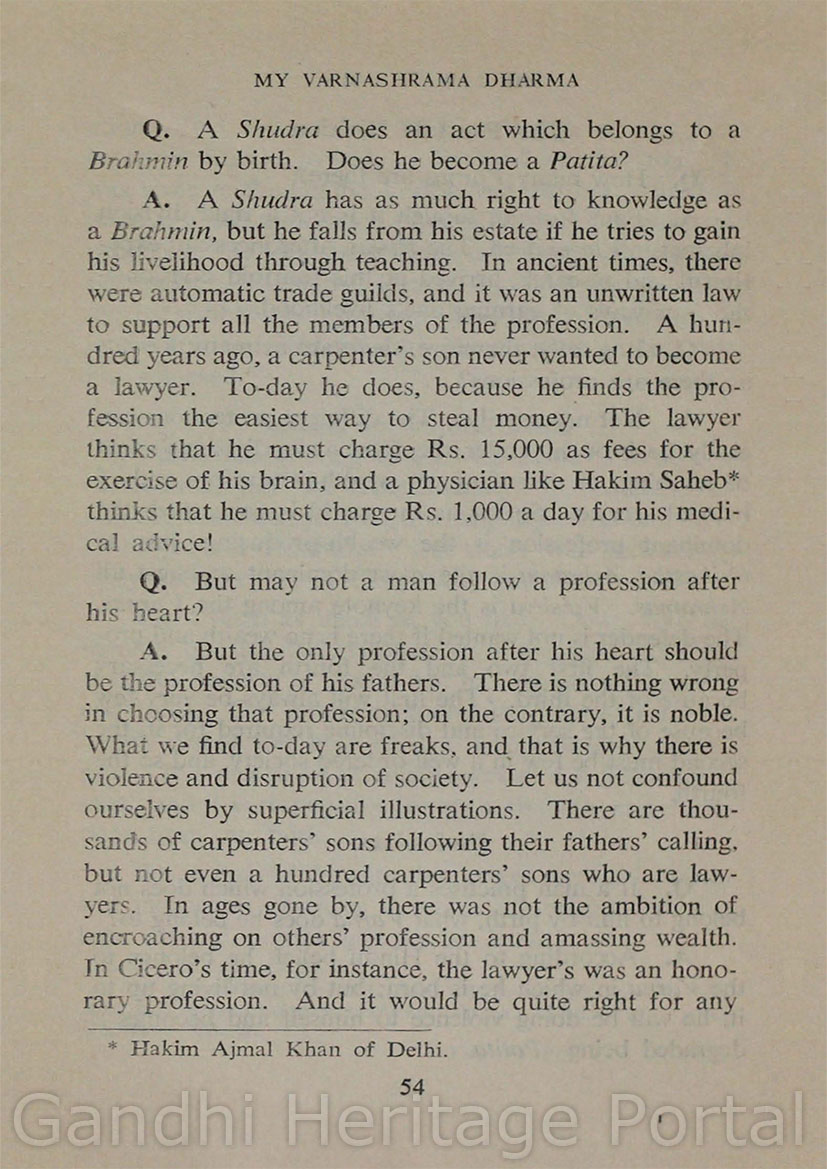 MY VARNASHRAMA DHARMA
Q. A Shudra does an act which belongs to a
Brahmin by birth. Does he become a Patita?
A. A Shudra has as much right to knowledge as
a Brahmin, but he falls from his estate if he tries to gain
his livelihood through teaching. In ancient times, there
were automatic trade guilds, and it was an unwritten law
to support all the members of the profession. A hun-
dred years ago, a carpenter's son never wanted to become
a lawyer. To-day he does, because he finds the pro-
fession the easiest way to steal money. The lawyer
thinks that he must charge Rs. 15,000 as fees for the
exercise of his brain, and a physician like Hakim Saheb*
thinks that he must charge Rs. 1,000 a day for his medi-
cal advice!
Q. But may not a man follow a profession after
his heart?
A. But the only profession after his heart should
be the profession of his fathers. There is nothing wrong
in choosing that profession; on the contrary, it is noble.
What we find to-day are freaks, and that is why there is
violence and disruption of society. Let us not confound
ourselves by superficial illustrations. There are thou-
sands of carpenters' sons following their fathers' calling,
but not even a hundred carpenters' sons who are law-
yers. In ages gone by, there was not the ambition of
encroaching on others' profession and amassing wealth.
In Cicero's time, for instance, the lawyer's was an hono-
rary profession. And it would be quite right for any
* Hakim Ajmal Khan of Delhi.
54
Gandhi Heritage Portal